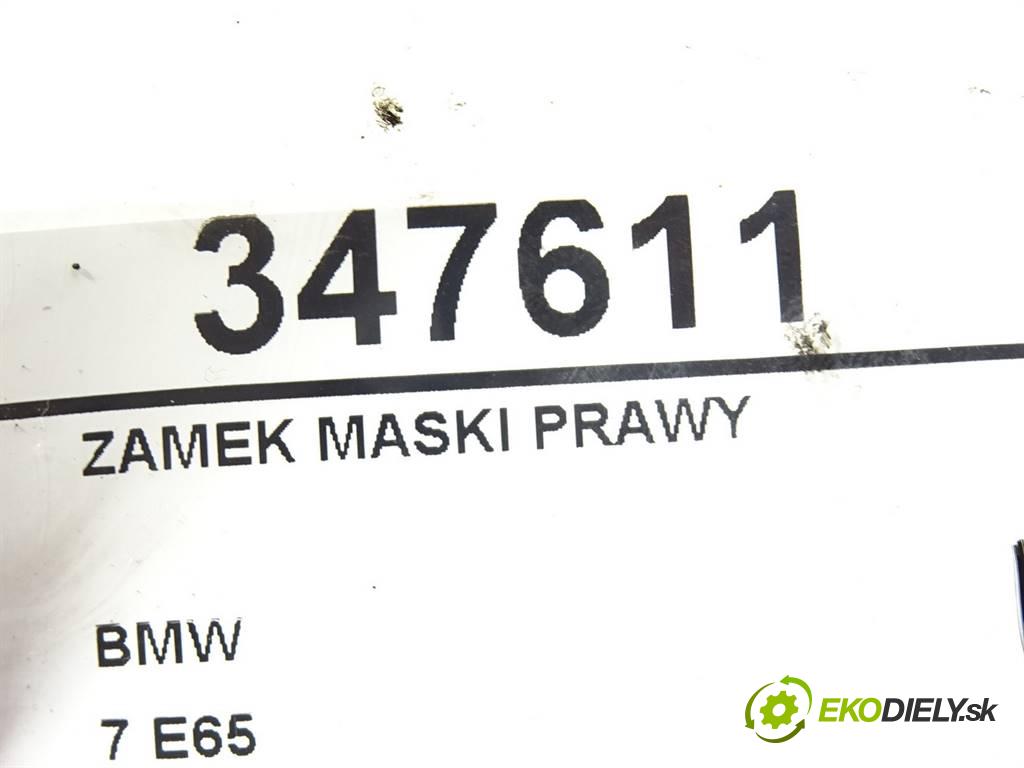 347611
ZAMEK MASKI PRAWY
BMW
7 E65
EKODIELY.sk